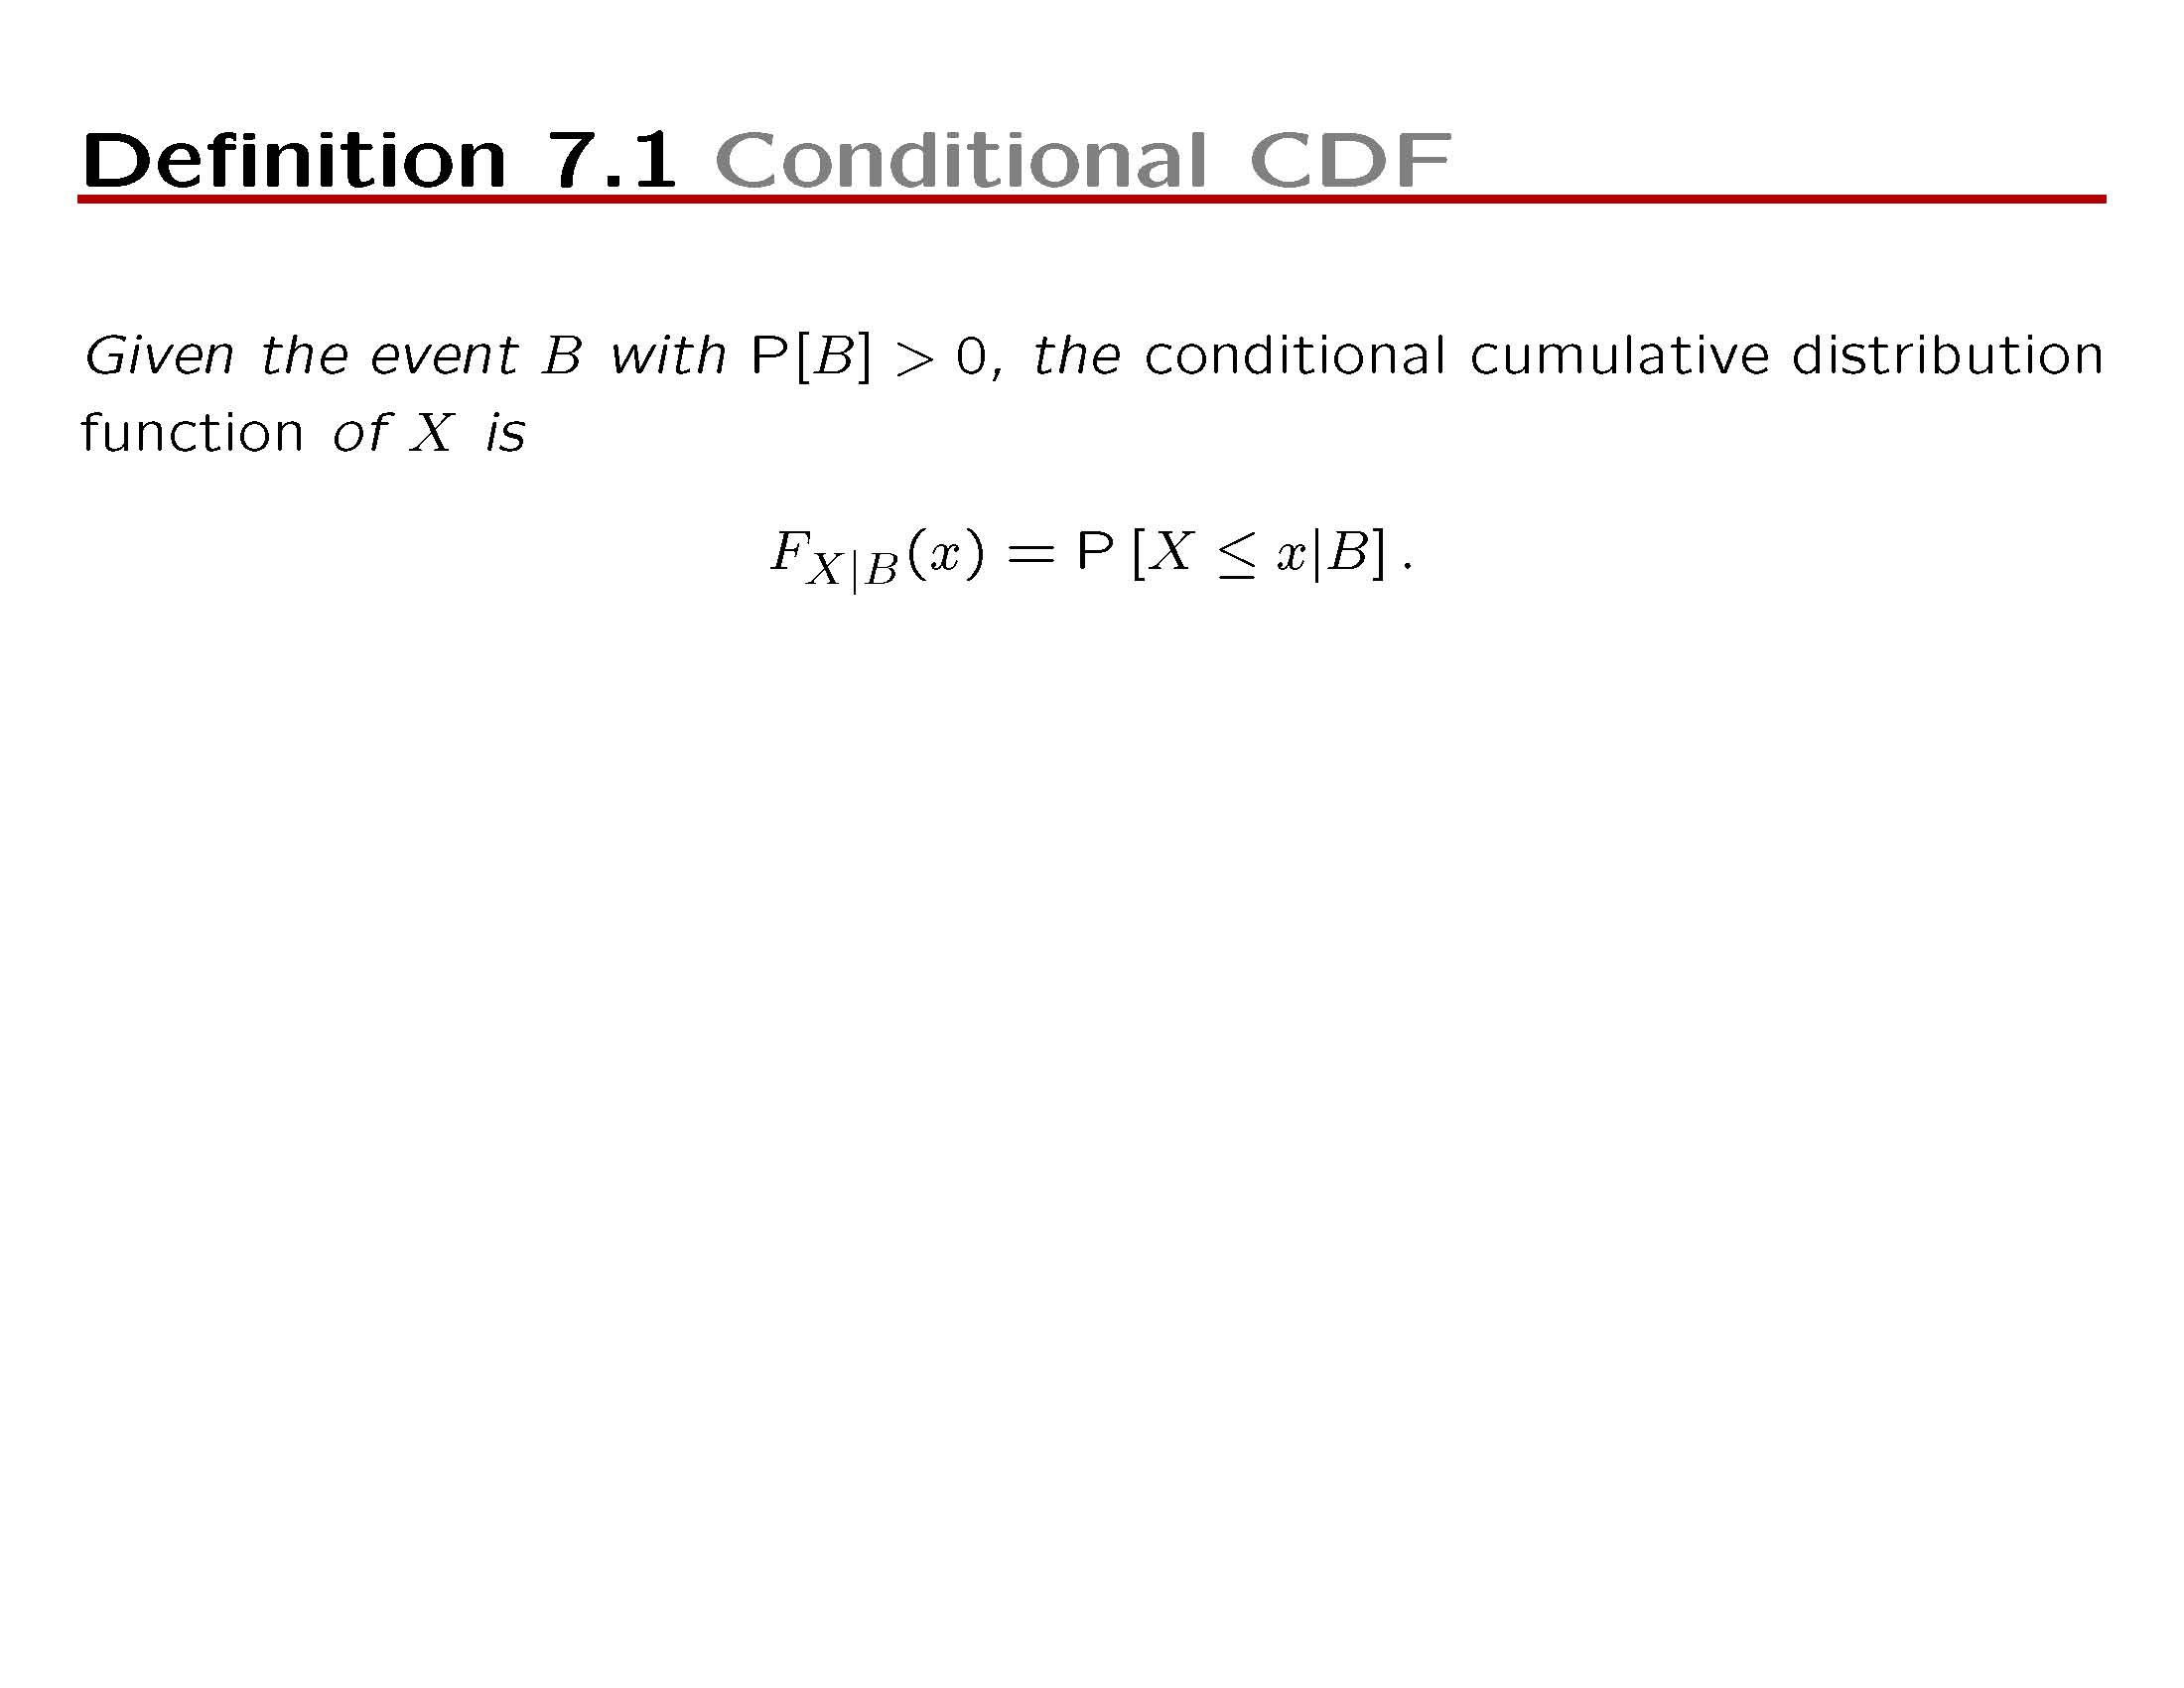 Definition 7.1 Conditional CDF
Given the event B with P[B] > 0, the conditional cumulative distribution
function of X is
F_{X|B}(x) = P [X ≤ x|B] .